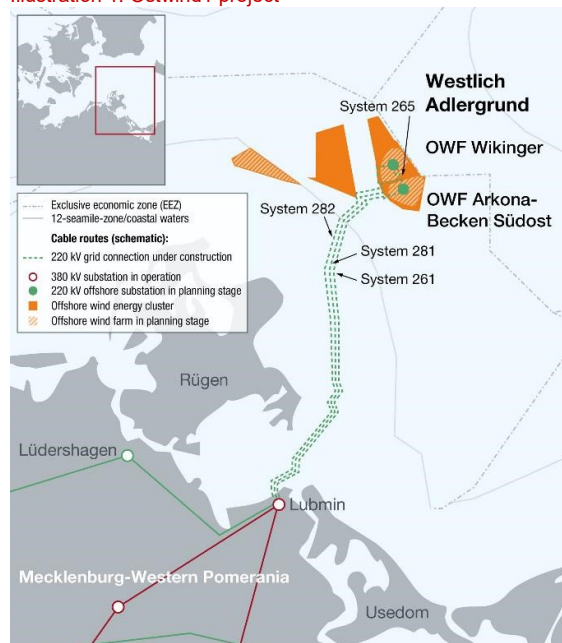 Illustration 1: Ostwind1 project
Westlich
Adlergrund
System 265
OWF Wikinger
OWF Arkona-
Becken Südost
System 282
System 281
System 261
Exclusive economic zone (EEZ)
12-seamile-zone/coastal waters
Cable routes (schematic):
220 kV grid connection under construction
380 kV substation in operation
220 kV offshore substation in planning stage
Offshore wind energy cluster
Offshore wind farm in planning stage
Rügen
Lüdershagen
Lubmin
Mecklenburg-Western Pomerania
Usedom